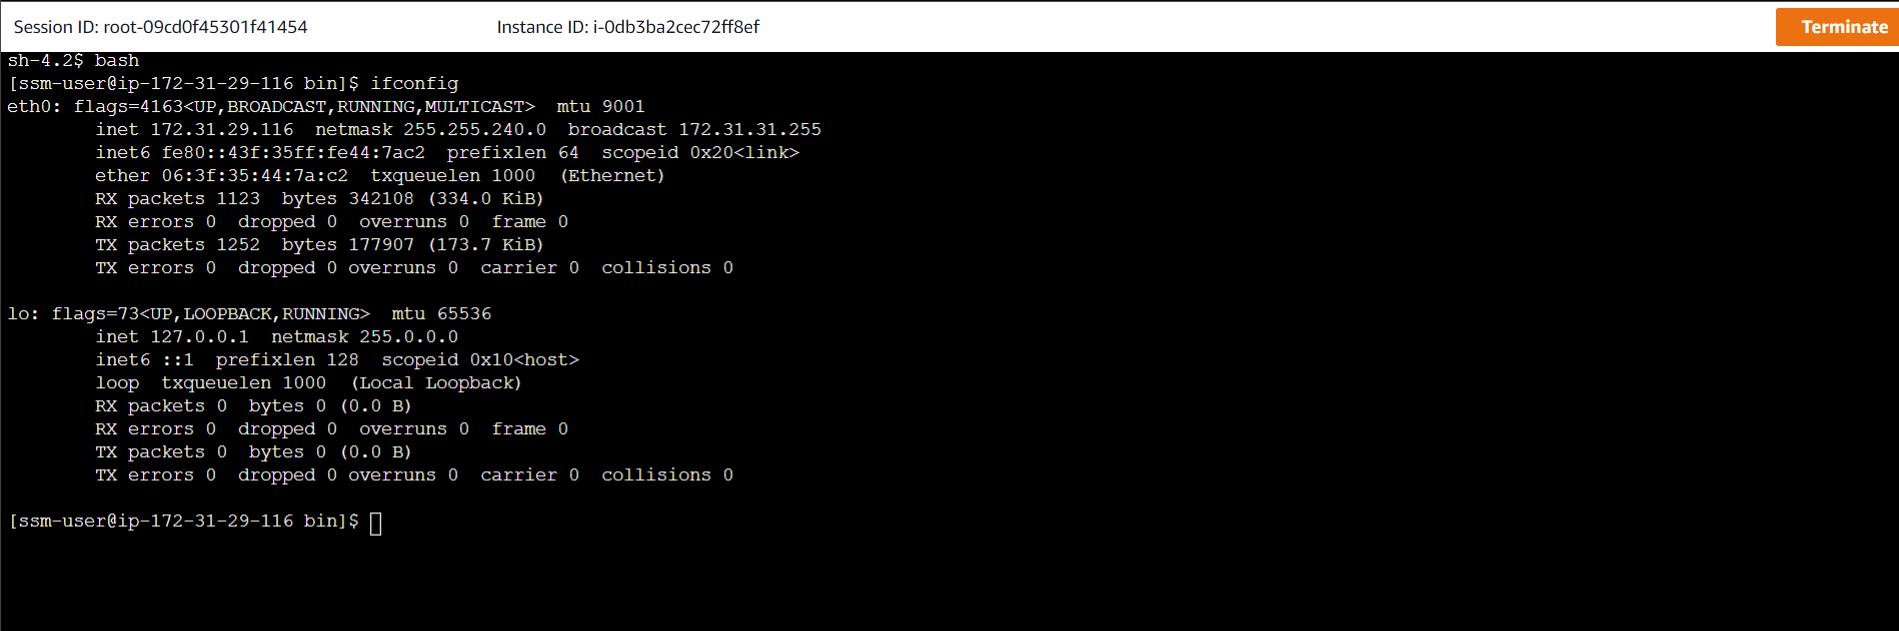 Session ID: root-09cd0f45301f41454 Instance ID: i-0db3ba2cec72ff8ef Terminate
sh-4.2$ bash
[ssm-user@ip-172-31-29-116 bin]$ ifconfig
eth0: flags=4163<UP,BROADCAST,RUNNING,MULTICAST>  mtu 9001
        inet 172.31.29.116  netmask 255.255.240.0  broadcast 172.31.31.255
        inet6 fe80::43f:35ff:fe44:7ac2  prefixlen 64  scopeid 0x20<link>
        ether 06:3f:35:44:7a:c2  txqueuelen 1000  (Ethernet)
        RX packets 1123  bytes 342108 (334.0 KiB)
        RX errors 0  dropped 0  overruns 0  frame 0
        TX packets 1252  bytes 177907 (173.7 KiB)
        TX errors 0  dropped 0 overruns 0  carrier 0  collisions 0
lo: flags=73<UP,LOOPBACK,RUNNING>  mtu 65536
        inet 127.0.0.1  netmask 255.0.0.0
        inet6 ::1  prefixlen 128  scopeid 0x10<host>
        loop  txqueuelen 1000  (Local Loopback)
        RX packets 0  bytes 0 (0.0 B)
        RX errors 0  dropped 0  overruns 0  frame 0
        TX packets 0  bytes 0 (0.0 B)
        TX errors 0  dropped 0 overruns 0  carrier 0  collisions 0
[ssm-user@ip-172-31-29-116 bin]$